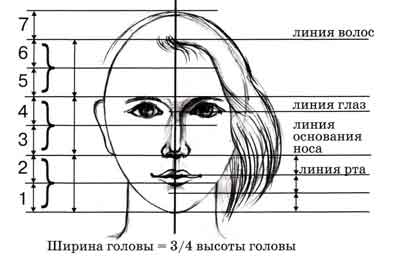 7
линия волос
6
5
4
линия глаз
линия
основания
носа
3
2
линия рта
1
Ширина головы = 3/4 высоты головы